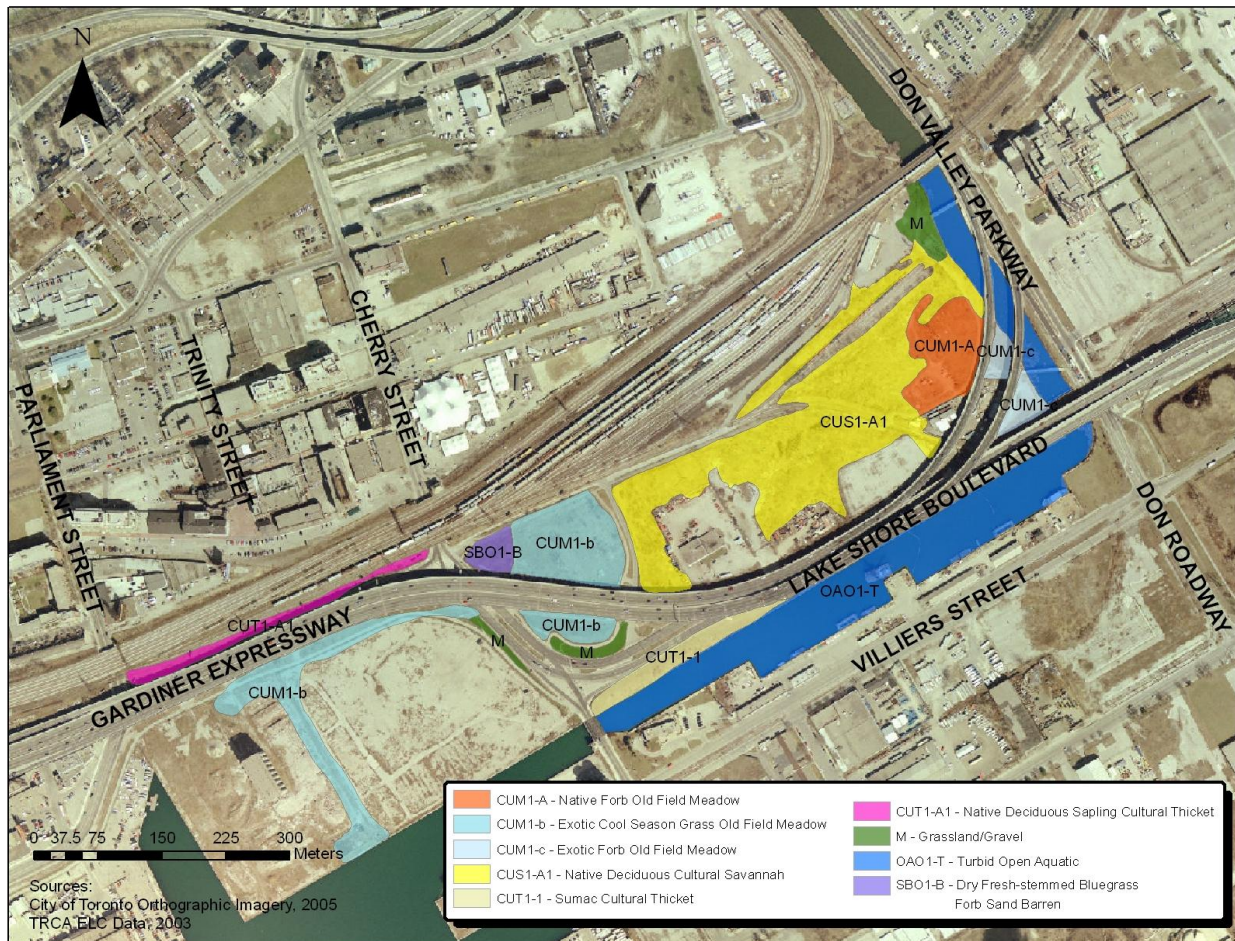 N
DON VALLEY PARKWAY
M
CHERRY STREET
TRINITY STREET
PARLIAMENT STREET
CUM1-A
CUM1-c
CUM1-c
CUS1-A1
LAKE SHORE BOULEVARD
DON ROADWAY
SBO1-B
CUM1-b
OAO1-T
VILLIERS STREET
CUT1-A1
CUM1-b
M
M
CUT1-1
GARDINER EXPRESSWAY
CUM1-b
CUM1-A - Native Forb Old Field Meadow
CUM1-b - Exotic Cool Season Grass Old Field Meadow
CUM1-c - Exotic Forb Old Field Meadow
CUS1-A1 - Native Deciduous Cultural Savannah
CUT1-1 - Sumac Cultural Thicket
CUT1-A1 - Native Deciduous Sapling Cultural Thicket
M - Grassland/Gravel
OAO1-T - Turbid Open Aquatic
SBO1-B - Dry Fresh-stemmed Bluegrass
Forb Sand Barren
0 37.5 75 150 225 300
Meters
Sources:
City of Toronto Orthographic Imagery, 2005
TRCA ELC Data, 2003